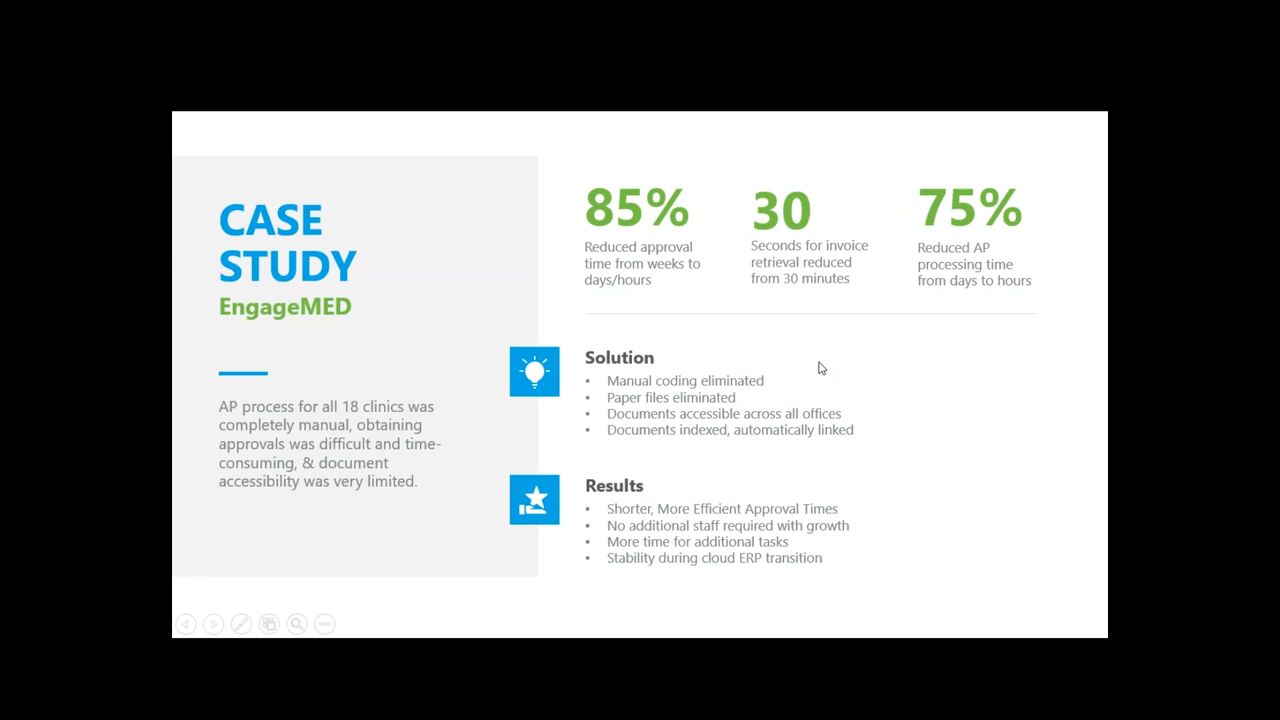 CASE
STUDY
EngageMED
AP process for all 18 clinics was
completely manual, obtaining
approvals was difficult and time-
consuming, & document
accessibility was very limited.
85%
Reduced approval
time from weeks to
days/hours
30
Seconds for invoice
retrieval reduced
from 30 minutes
75%
Reduced AP
processing time
from days to hours
Solution
▪ Manual coding eliminated
▪ Paper files eliminated
▪ Documents accessible across all offices
▪ Documents indexed, automatically linked
Results
▪ Shorter, More Efficient Approval Times
▪ No additional staff required with growth
▪ More time for additional tasks
▪ Stability during cloud ERP transition